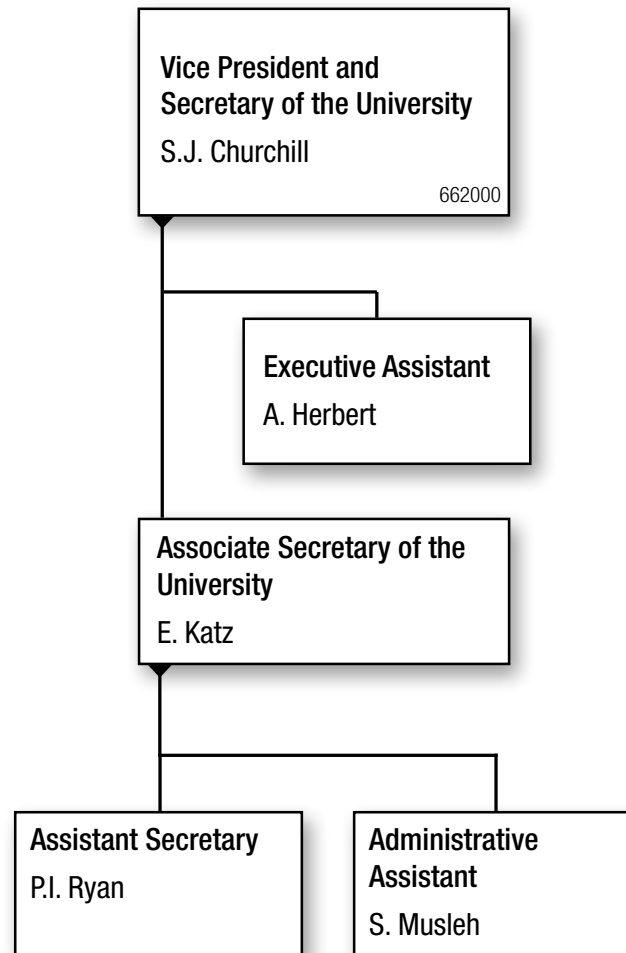 Vice President and
Secretary of the University
S.J. Churchill
662000
Executive Assistant
A. Herbert
Associate Secretary of the
University
E. Katz
Assistant Secretary
P.I. Ryan
Administrative
Assistant
S. Musleh